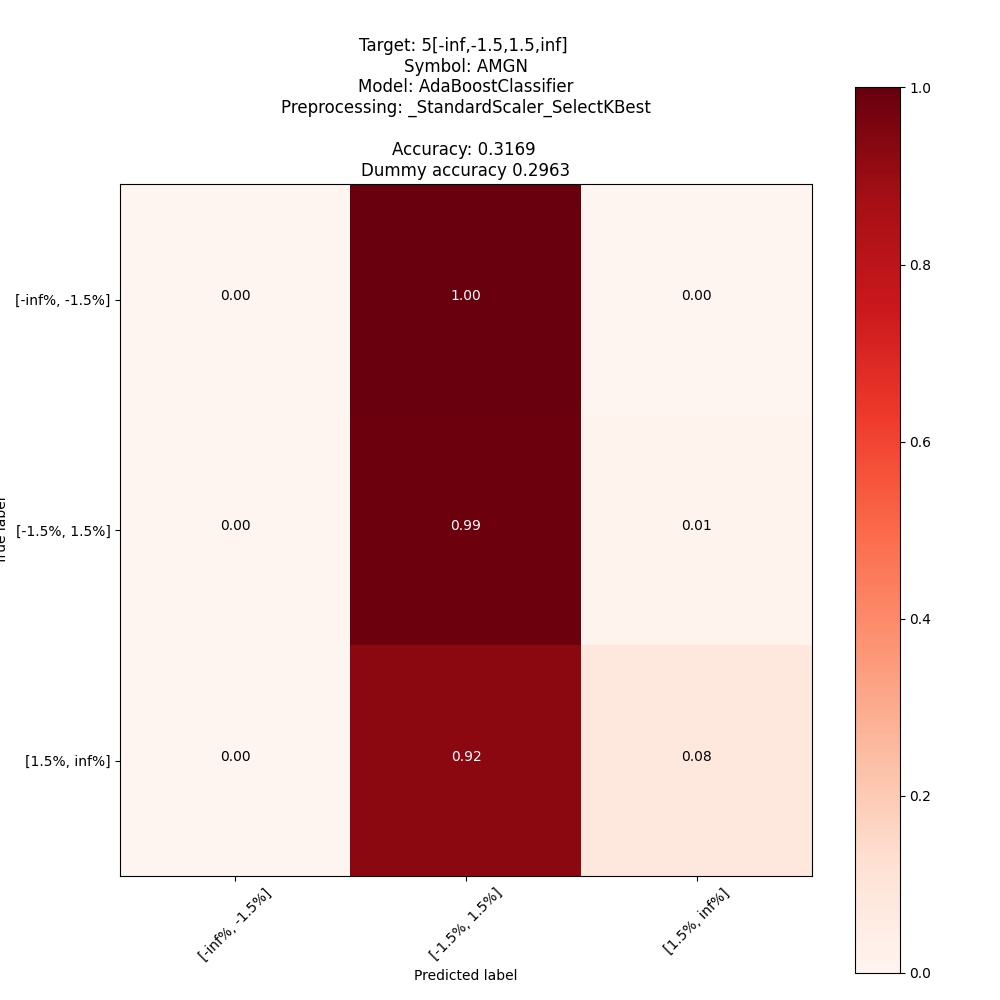 Target: 5[-inf,-1.5,1.5,inf]
Symbol: AMGN
Model: AdaBoostClassifier
Preprocessing: _StandardScaler_SelectKBest
Accuracy: 0.3169
Dummy accuracy 0.2963
[-inf%, -1.5%]
0.00
1.00
0.00
[-1.5%, 1.5%]
0.00
0.99
0.01
[1.5%, inf%]
0.00
0.92
0.08
[-inf%, -1.5%]
[-1.5%, 1.5%]
[1.5%, inf%]
Predicted label
1.0
0.8
0.6
0.4
0.2
0.0